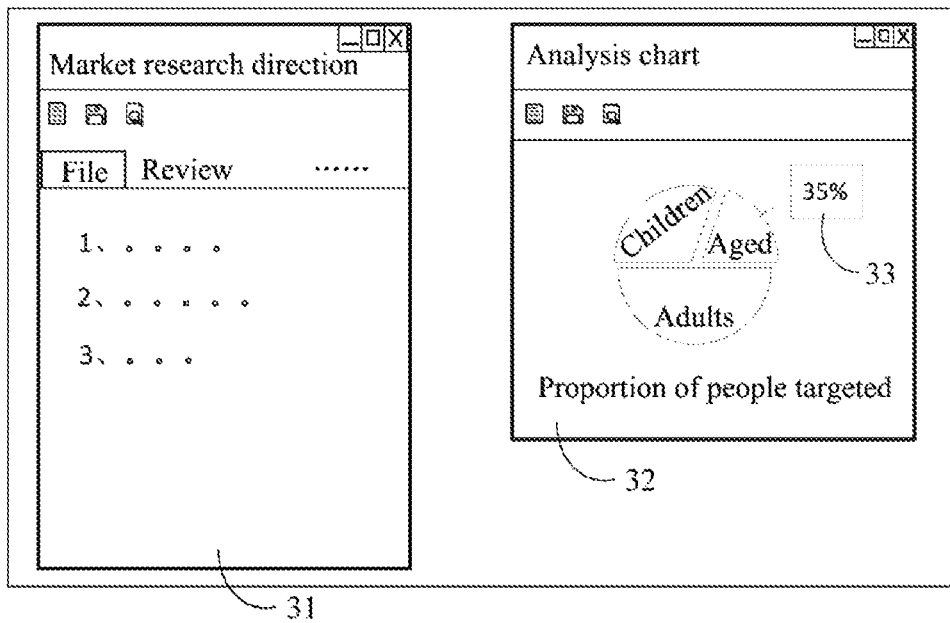 Market research direction
File Review ......
1、。。。。
2、。。。。。
3、。。。
31
Analysis chart
35%
Children
Aged
33
Adults
Proportion of people targeted
32